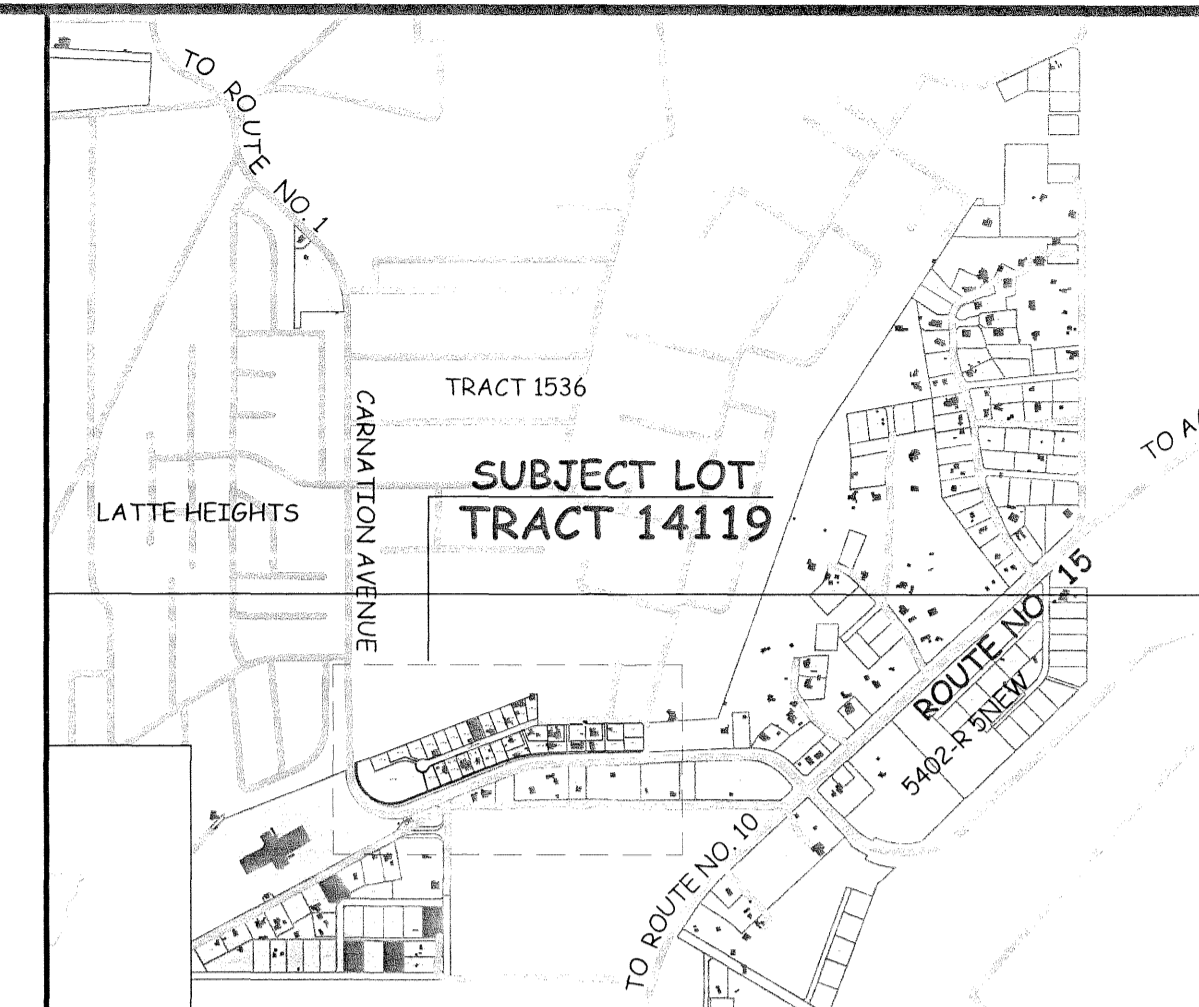 TO ROUTE NO. 1
TRACT 1536
CARNATION AVENUE
SUBJECT LOT
TRACT 14119
LATTE HEIGHTS
TO
ROUTE NO 15
5402-R 5NEW
TO ROUTE NO. 10